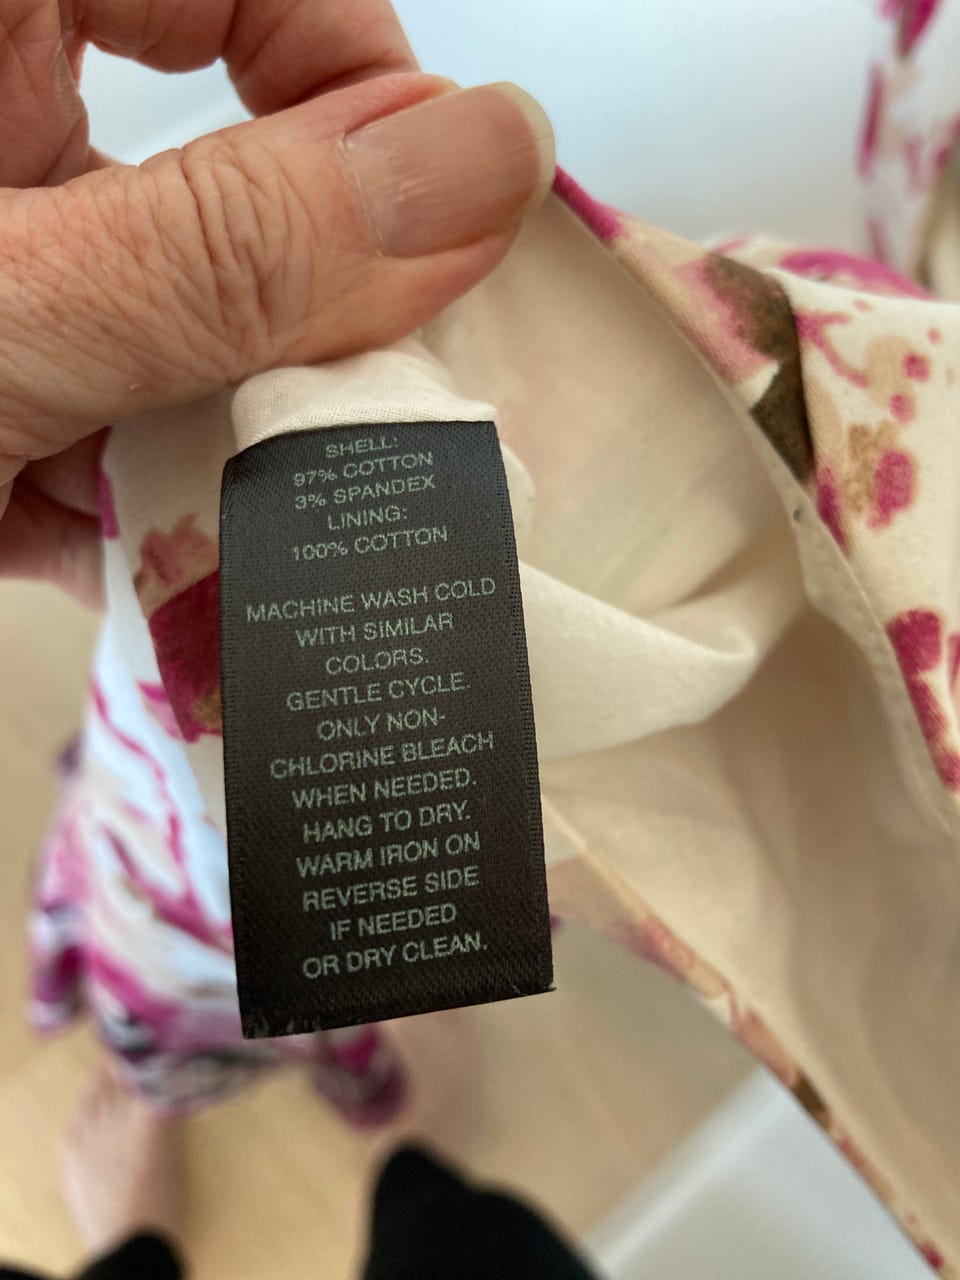 SHELL:
97% COTTON
3% SPANDEX
LINING:
100% COTTON
MACHINE WASH COLD
WITH SIMILAR
COLORS.
GENTLE CYCLE.
ONLY NON-
CHLORINE BLEACH
WHEN NEEDED.
HANG TO DRY.
WARM IRON ON
REVERSE SIDE
IF NEEDED
OR DRY CLEAN.